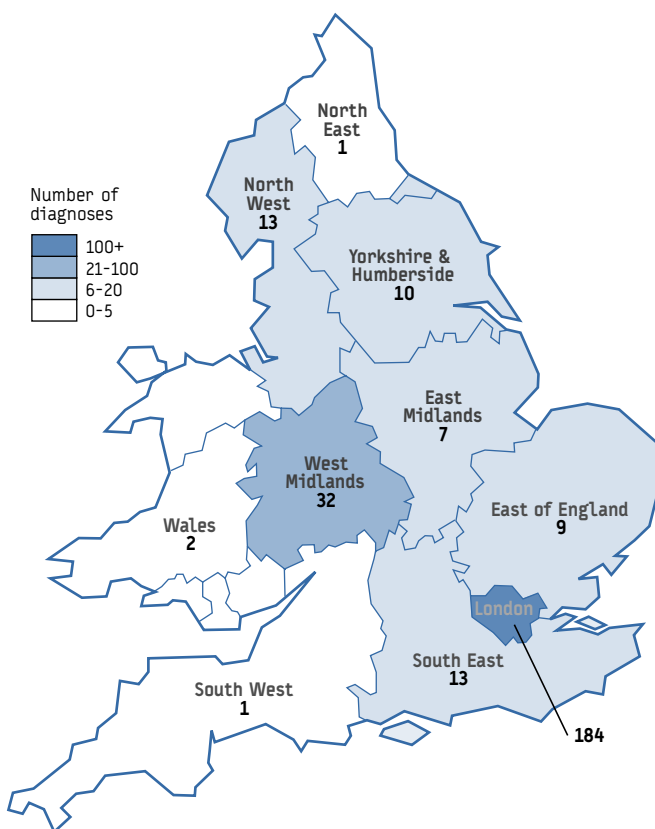 North
East
1
North
West
13
Number of
diagnoses
100+
21-100
6-20
0-5
Yorkshire &
Humberside
10
East
Midlands
7
West
Midlands
32
East of England
9
Wales
2
London
South East
13
South West
1
184